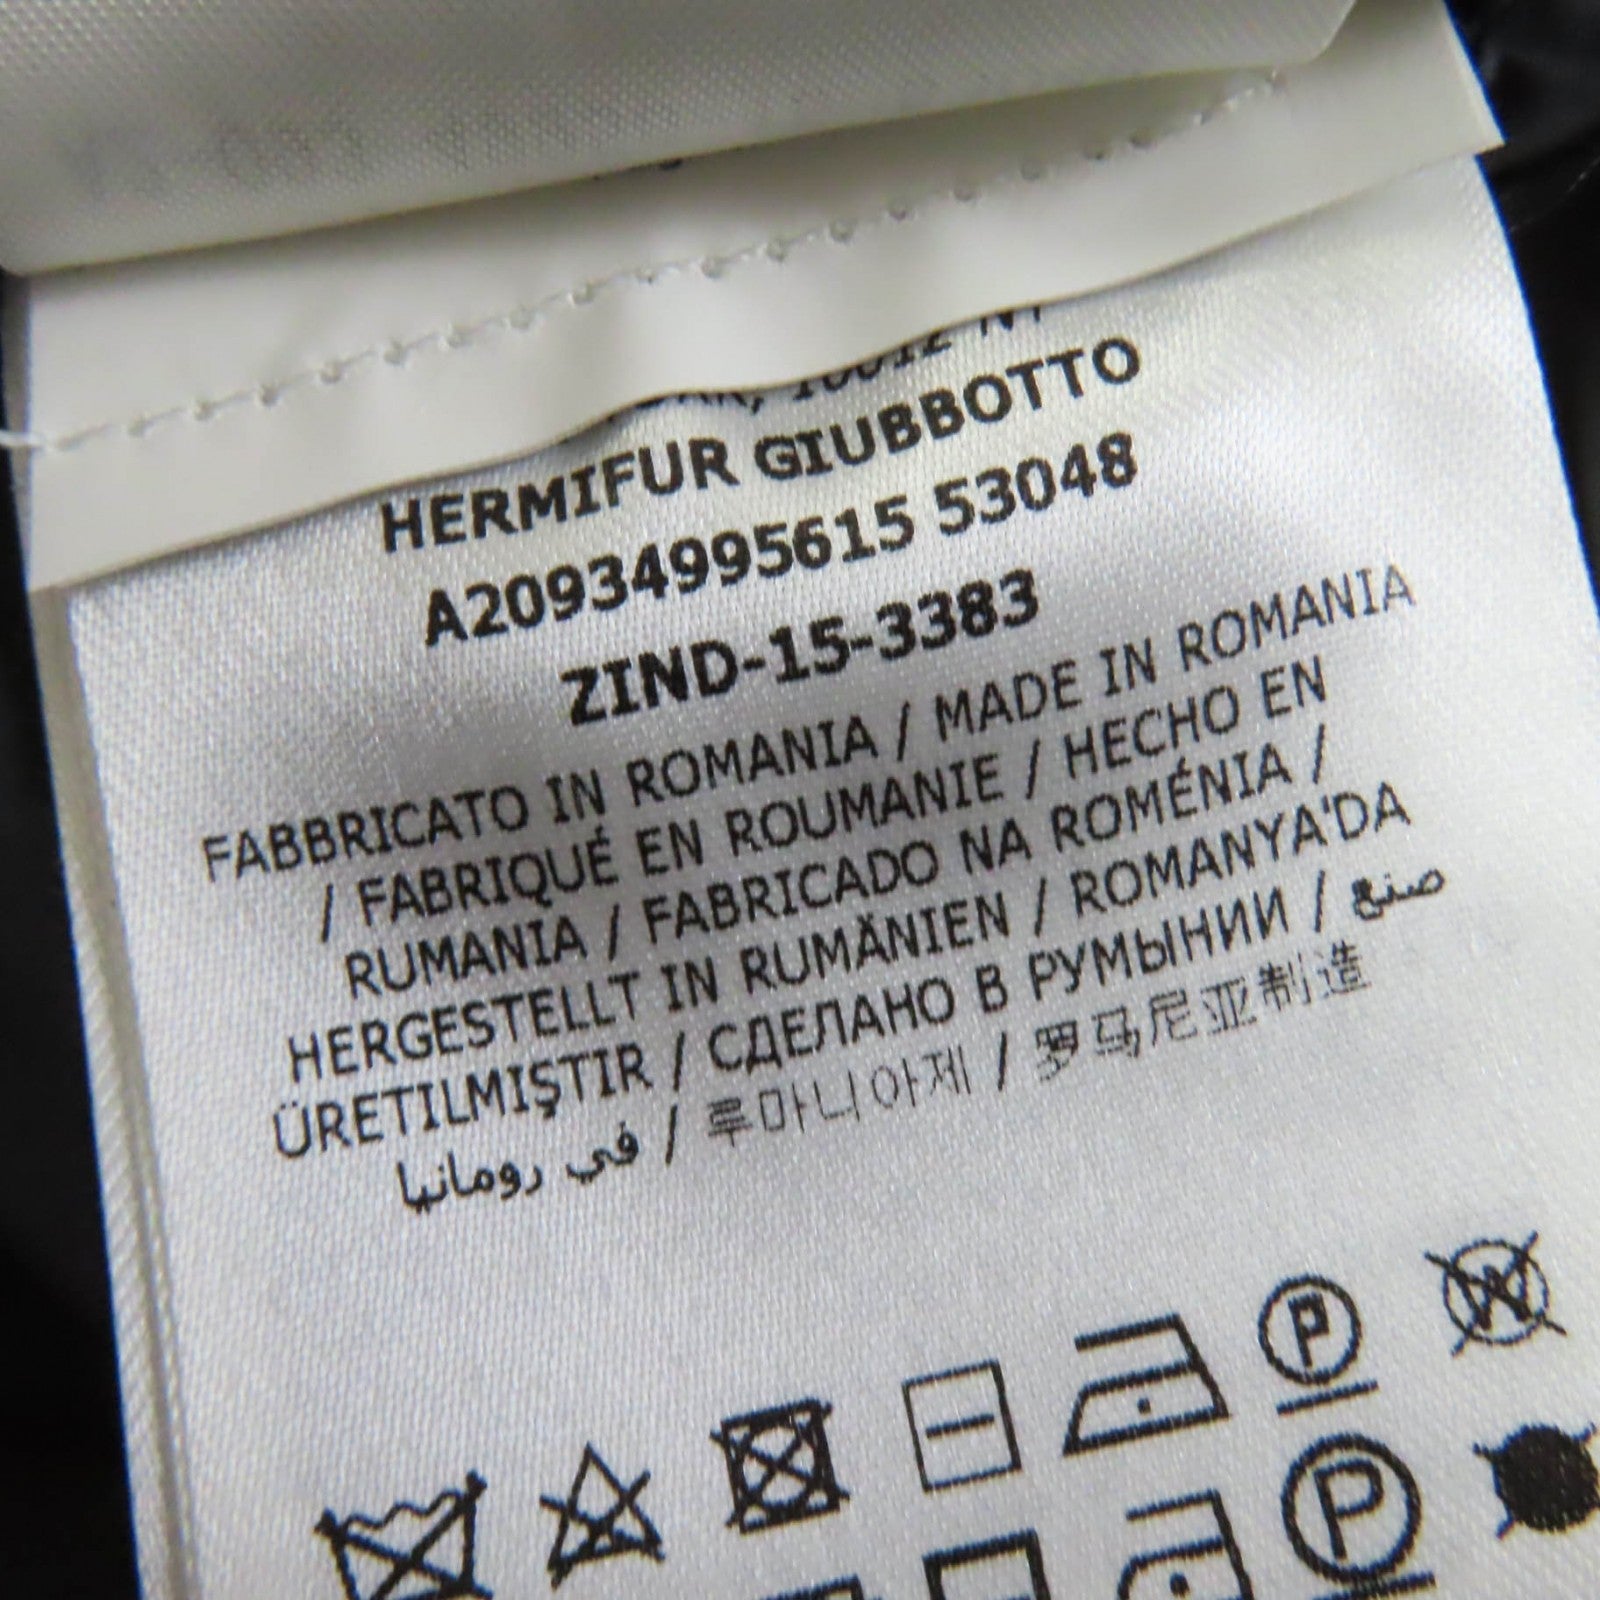 HERMIFUR GIUBBOTTO
A20934995615 53048
ZIND-15-3383
FABBRICATO IN ROMANIA / MADE IN ROMANIA
/ FABRIQUÉ EN ROUMANIE / HECHO EN
RUMANIA / FABRICADO NA ROMÉNIA /
HERGESTELLT IN RUMÄNIEN / ROMANYA'DA
ÜRETILMIŞTIR / СДЕЛАНО В РУМЫНИИ / صنع
في رومانيا / 루마니아제 / 罗马尼亚制造
P W
P